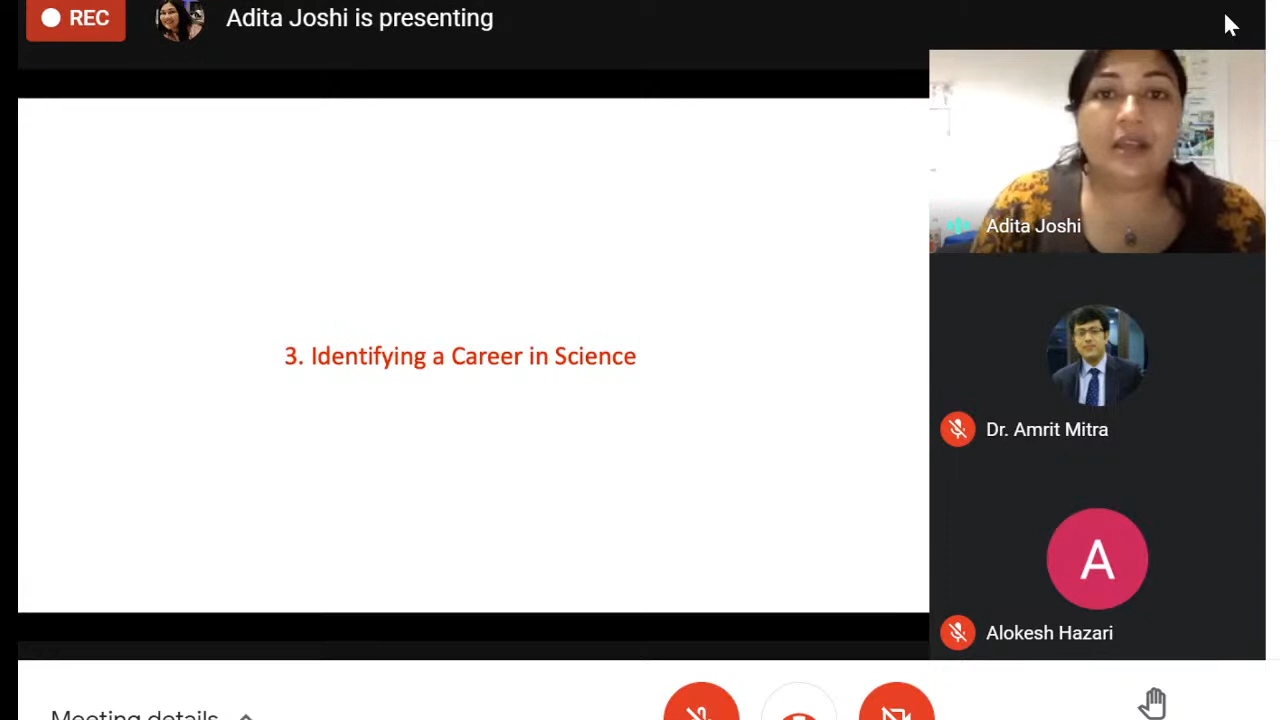 REC
Adita Joshi is presenting
3. Identifying a Career in Science
Adita Joshi
Dr. Amrit Mitra
A
Alokesh Hazari
Meeting details